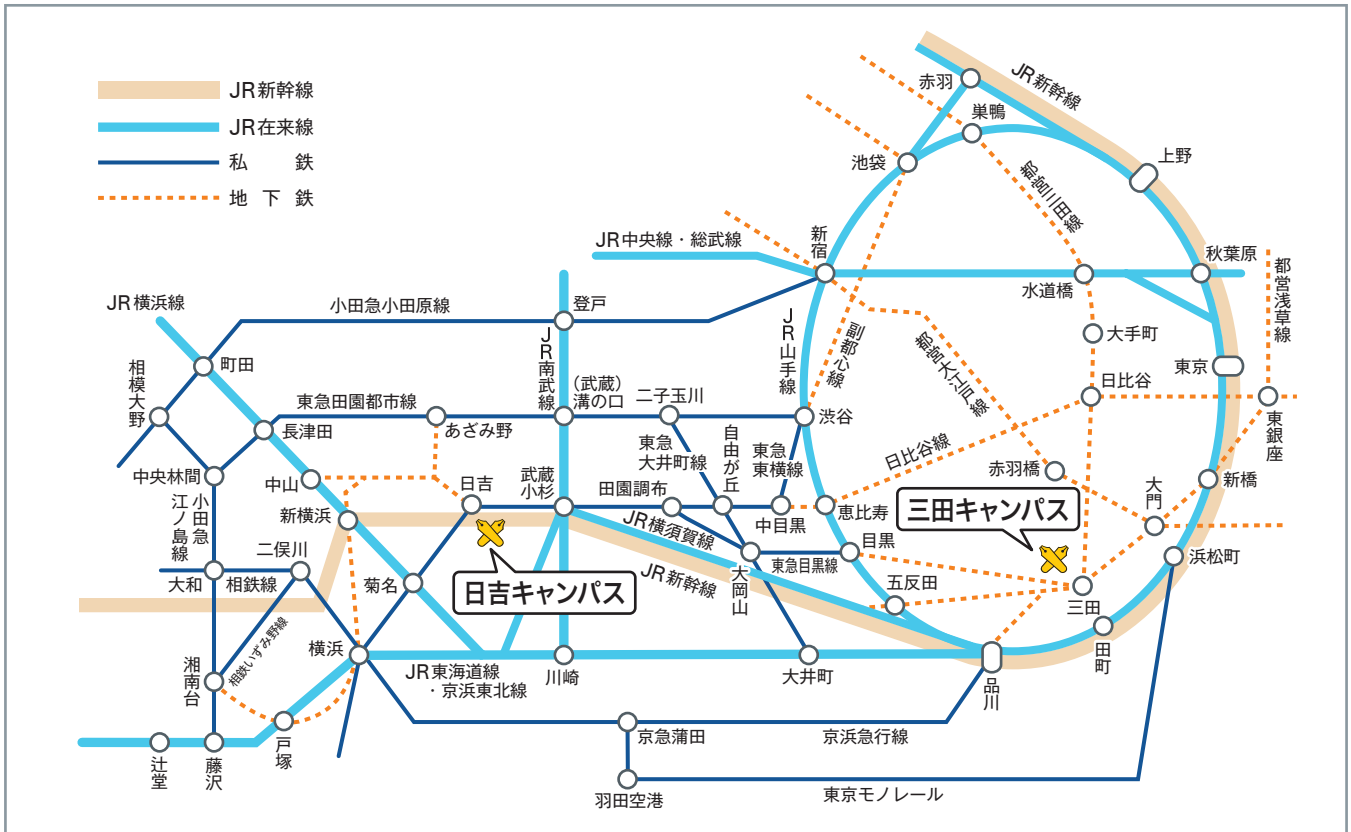 JR新幹線
JR在来線
私鉄
地下鉄
赤羽
JR新幹線
巣鴨
池袋
上野
都営三田線
新宿
JR中央線・総武線
秋葉原
水道橋
都営浅草線
JR横浜線
小田急小田原線
登戸
JR南武線
JR山手線
副都心線
都営大江戸線
大手町
町田
相模大野
東急田園都市線
(武蔵)
溝の口
二子玉川
渋谷
東京
日比谷
東銀座
長津田
あざみ野
東急
大井町線
自由が丘
東急
東横線
日比谷線
赤羽橋
中央林間
中山
日吉
武蔵
小杉
田園調布
中目黒
恵比寿
三田キャンパス
大門
新橋
小田急
江ノ島線
新横浜
JR横須賀線
目黒
浜松町
二俣川
大和
相鉄線
菊名
日吉キャンパス
JR新幹線
大岡山
東急目黒線
五反田
三田
相鉄いずみ野線
湘南台
横浜
JR東海道線
・京浜東北線
川崎
大井町
品川
田町
辻堂
藤沢
戸塚
京急蒲田
京浜急行線
羽田空港
東京モノレール